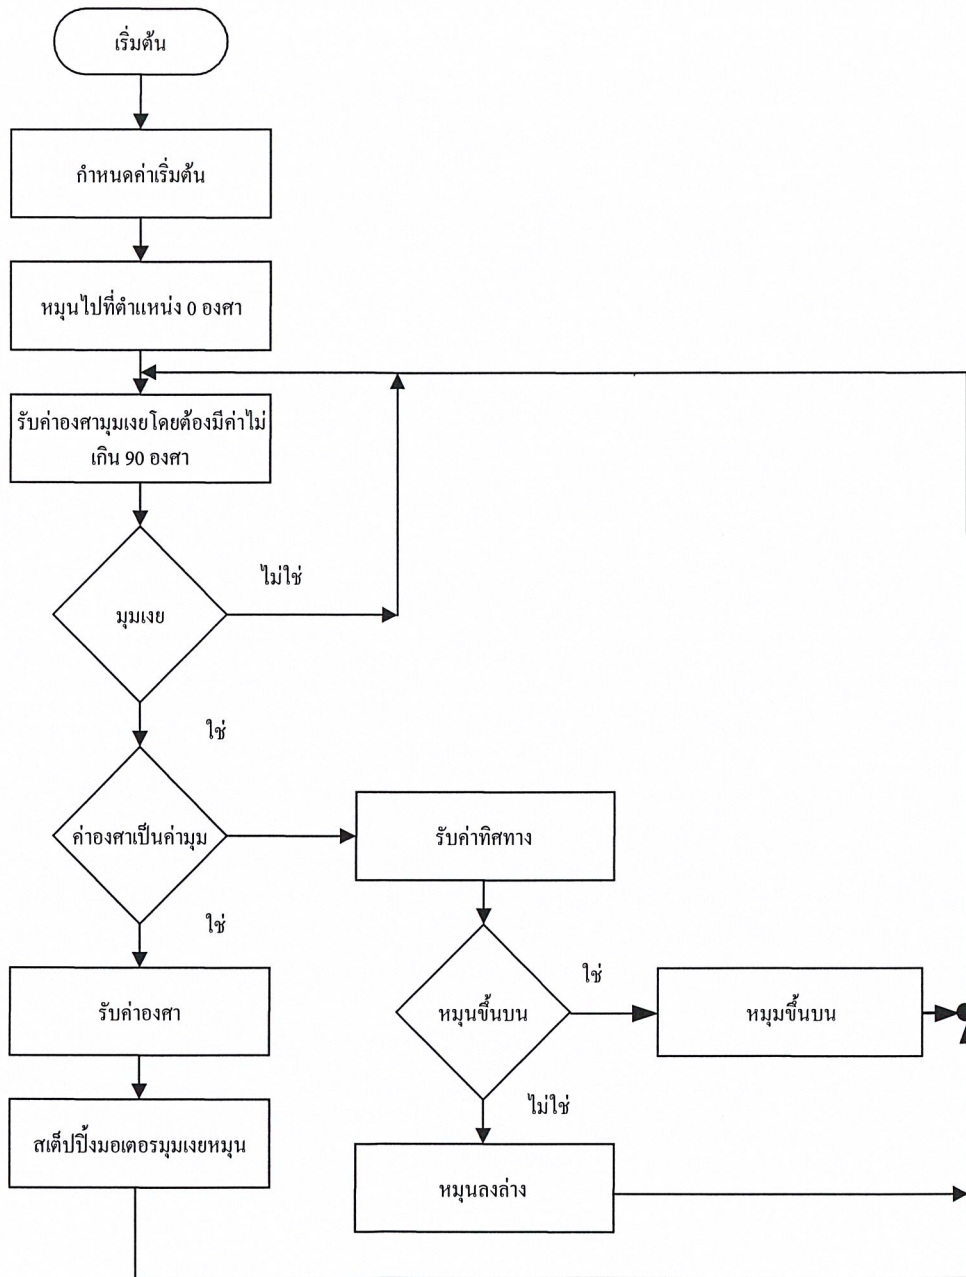 เริ่มต้น
กำหนดค่าเริ่มต้น
หมุนไปที่ตำแหน่ง 0 องศา
รับค่าองศามุมเงยโดยต้องมีค่าไม่
เกิน 90 องศา
ไม่ใช่
มุมเงย
ใช่
ค่าองศาเป็นค่ามุม
รับค่าทิศทาง
ใช่
รับค่าองศา
หมุนขึ้นบน
ใช่
หมุมขึ้นบน
ไม่ใช่
สเต็ปปิ้งมอเตอรมุมเงยหมุน
หมุนลงล่าง